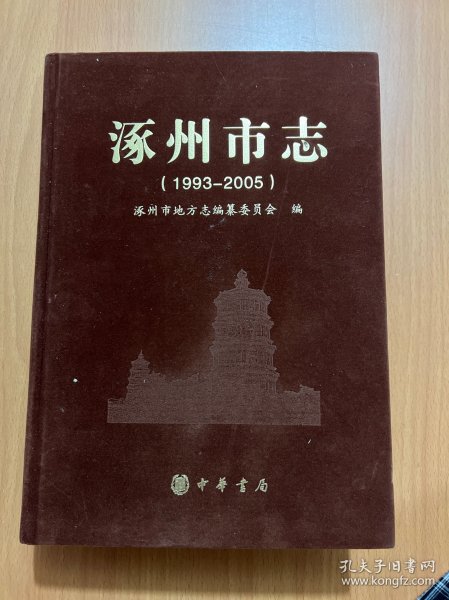 涿州市志
（1993-2005）
涿州市地方志编纂委员会 编
中華書局
孔夫子旧书网
www.kongfz.com